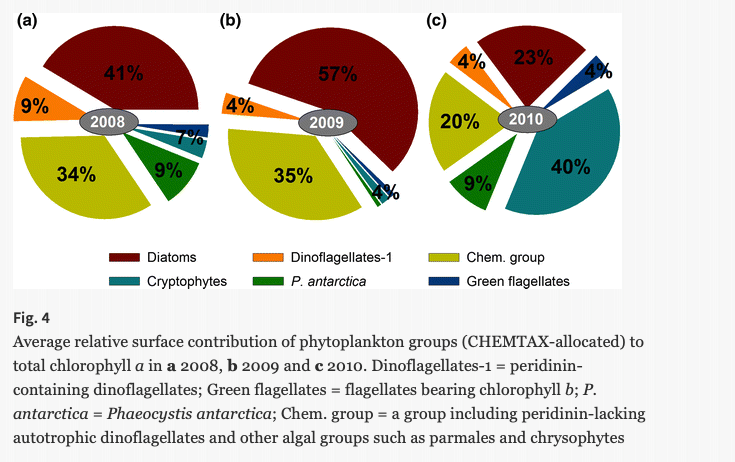 (a) (b) (c)
41% 57% 23%
9% 4% 4% 4%
2008 2009 2010
7% 20%
34% 9% 35% 4% 9% 40%
Diatoms Dinoflagellates-1 Chem. group
Cryptophytes P. antarctica Green flagellates
Fig. 4
Average relative surface contribution of phytoplankton groups (CHEMTAX-allocated) to
total chlorophyll a in a 2008, b 2009 and c 2010. Dinoflagellates-1 = peridinin-
containing dinoflagellates; Green flagellates = flagellates bearing chlorophyll b; P.
antarctica = Phaeocystis antarctica; Chem. group = a group including peridinin-lacking
autotrophic dinoflagellates and other algal groups such as parmales and chrysophytes